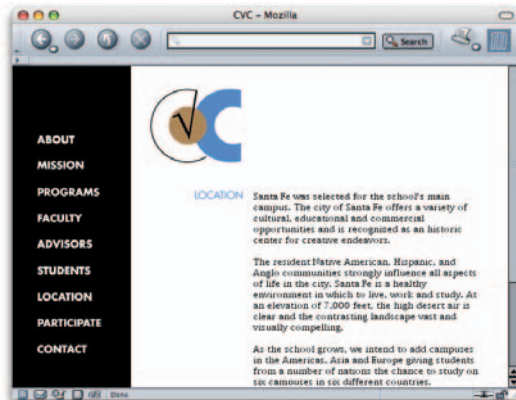 CVC – Mozilla
Search
CVC
ABOUT
MISSION
PROGRAMS
FACULTY
ADVISORS
STUDENTS
LOCATION
PARTICIPATE
CONTACT
LOCATION
Santa Fe was selected for the school's main
campus. The city of Santa Fe offers a variety of
cultural, educational and commercial
opportunities and is recognized as an historic
center for creative endeavors.
The resident Native American, Hispanic, and
Anglo communities strongly influence all aspects
of life in the city. Santa Fe is a healthy
environment in which to live, work and study. At
an elevation of 7,000 feet, the high desert air is
clear and the contrasting landscape vast and
visually compelling.
As the school grows, we intend to add campuses
in the Americas, Asia and Europe giving students
from a number of nations the chance to study on
six campuses in six different countries.
Done